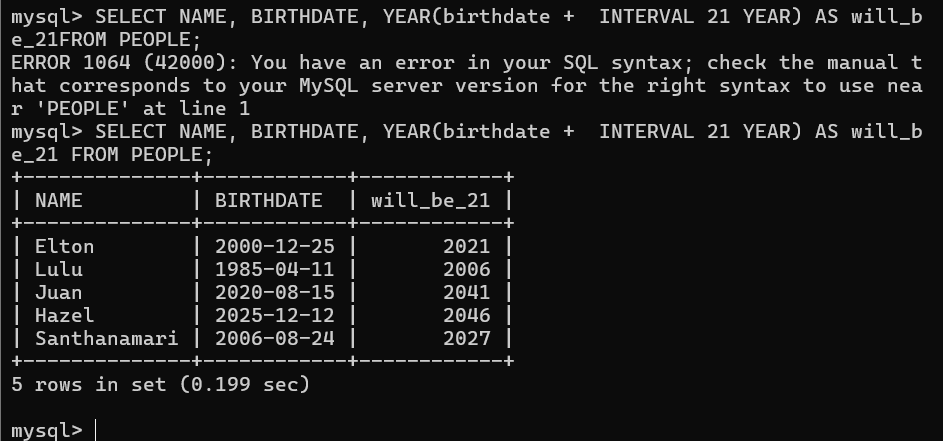 mysql> SELECT NAME, BIRTHDATE, YEAR(birthdate +  INTERVAL 21 YEAR) AS will_b
e_21FROM PEOPLE;
ERROR 1064 (42000): You have an error in your SQL syntax; check the manual t
hat corresponds to your MySQL server version for the right syntax to use nea
r 'PEOPLE' at line 1
mysql> SELECT NAME, BIRTHDATE, YEAR(birthdate +  INTERVAL 21 YEAR) AS will_b
e_21 FROM PEOPLE;
+--------------+------------+------------+
| NAME         | BIRTHDATE  | will_be_21 |
+--------------+------------+------------+
| Elton        | 2000-12-25 |       2021 |
| Lulu         | 1985-04-11 |       2006 |
| Juan         | 2020-08-15 |       2041 |
| Hazel        | 2025-12-12 |       2046 |
| Santhanamari | 2006-08-24 |       2027 |
+--------------+------------+------------+
5 rows in set (0.199 sec)

mysql>